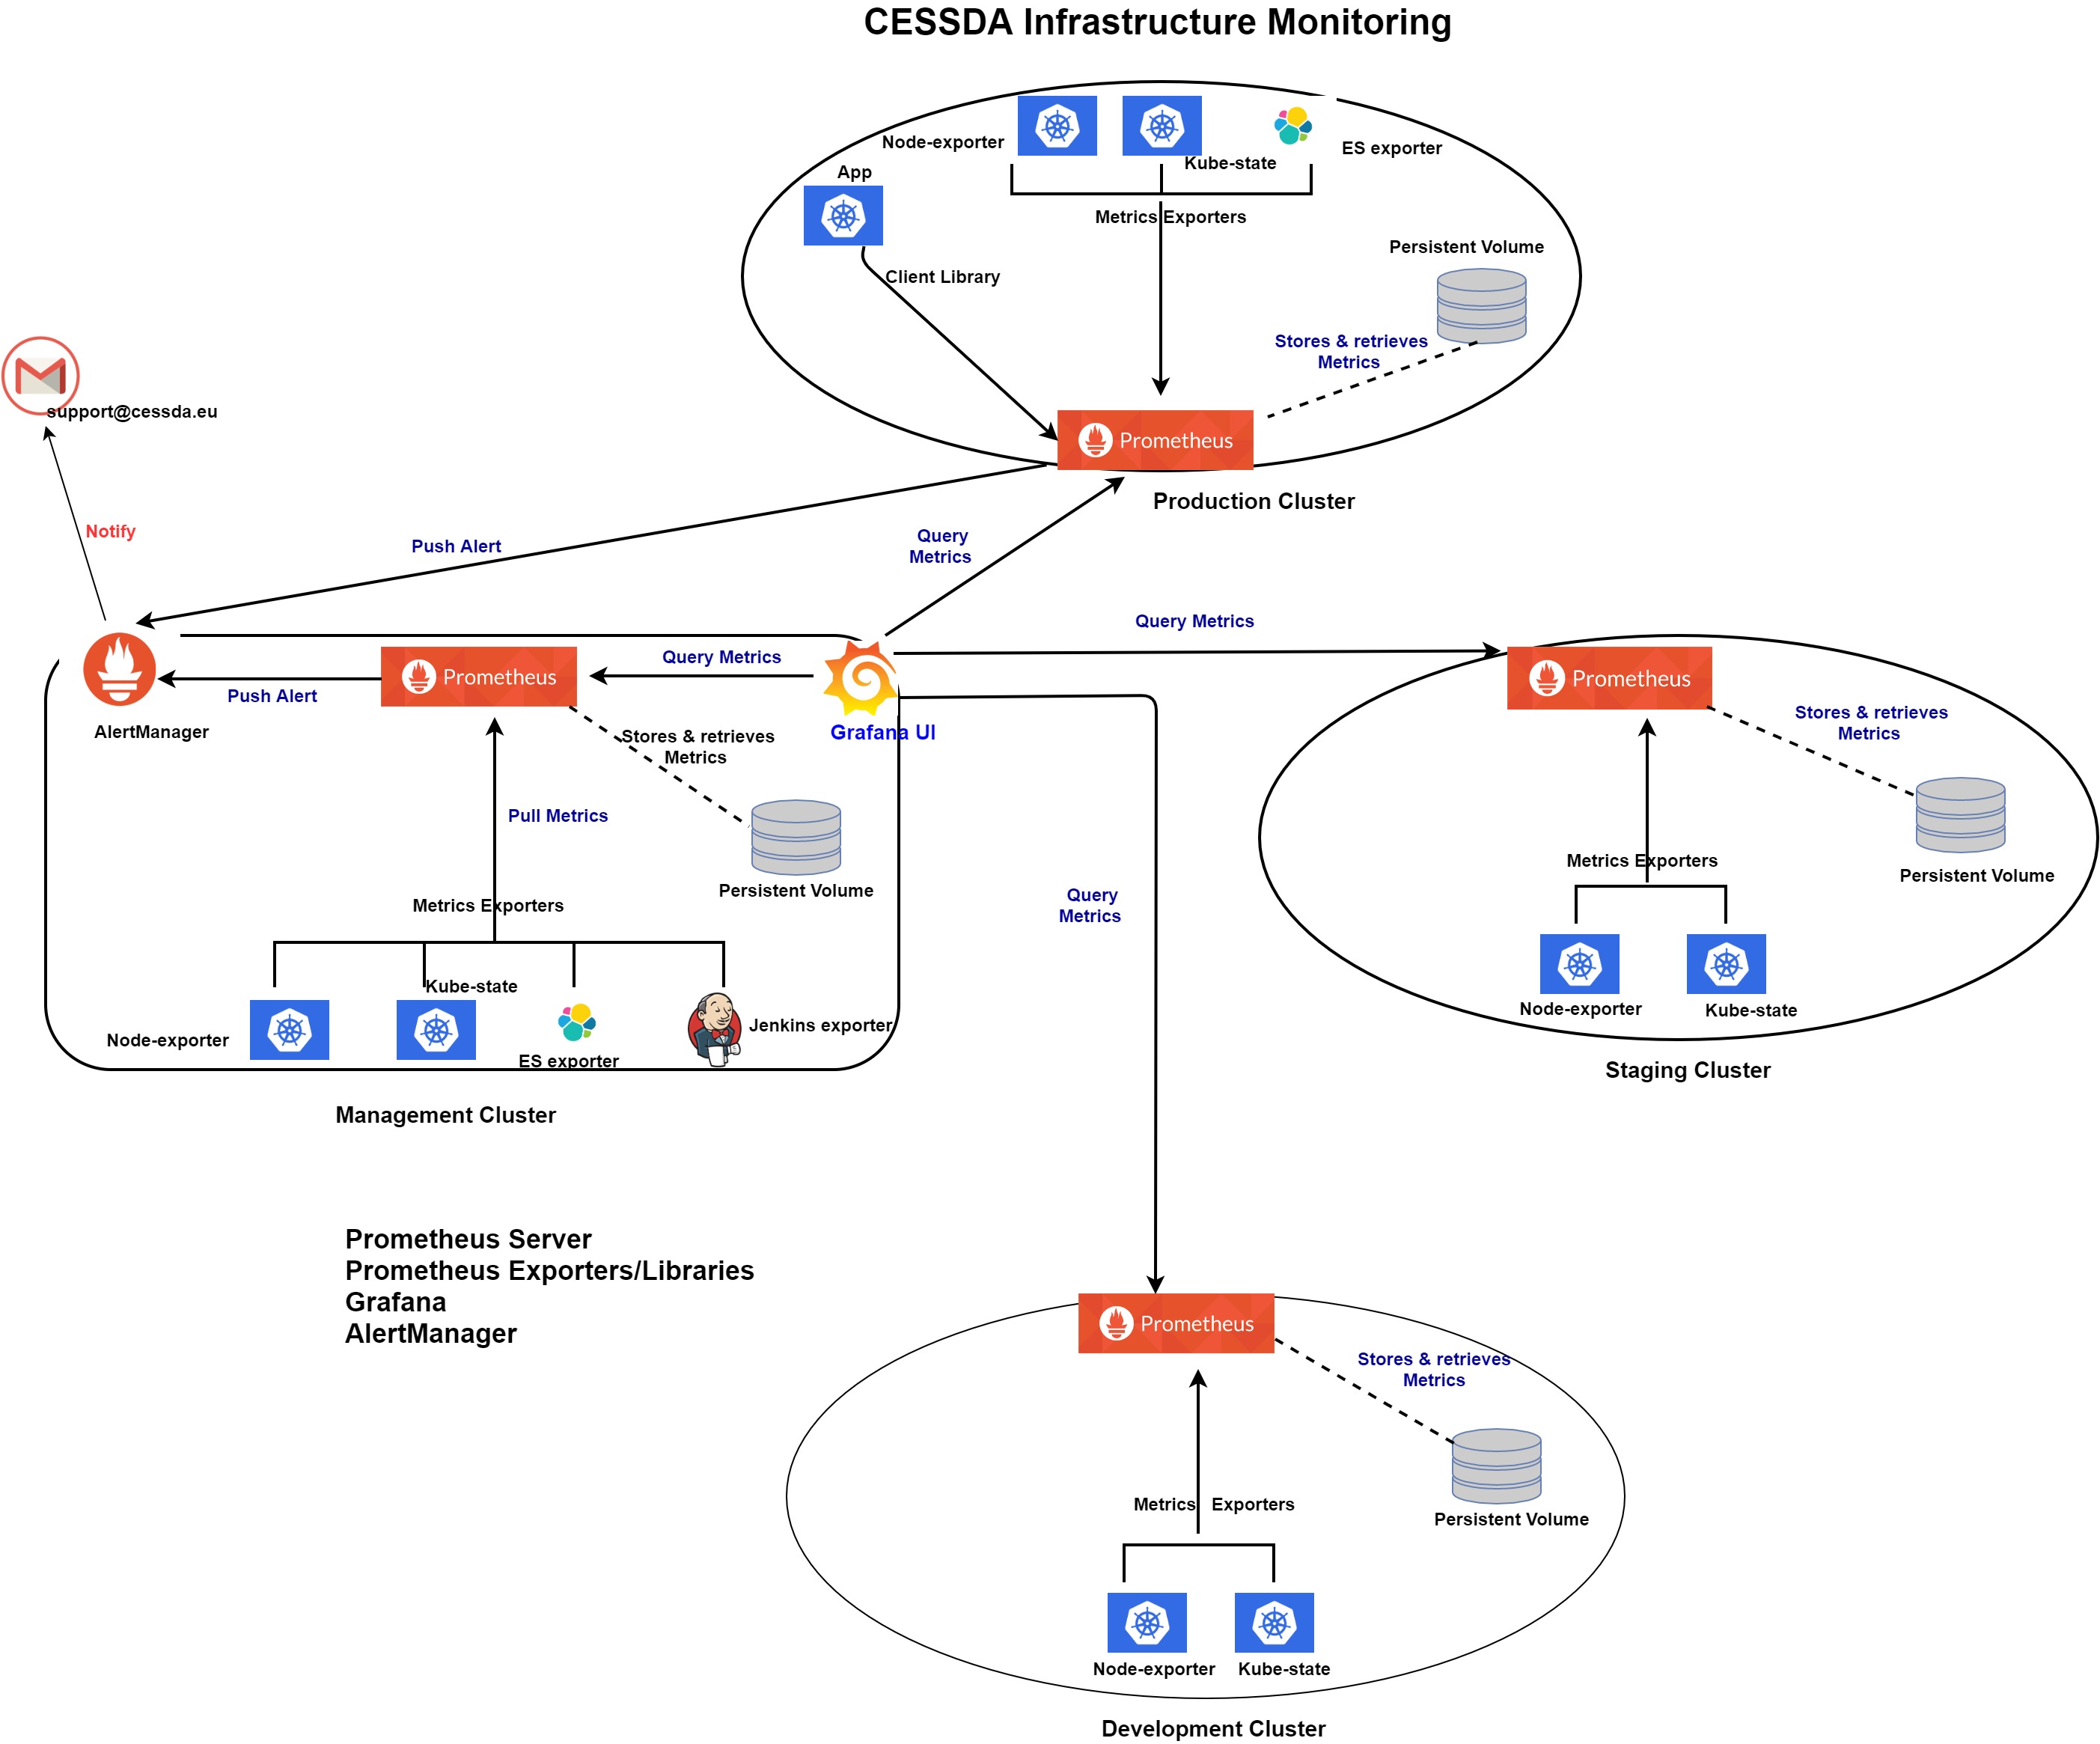 CESSDA Infrastructure Monitoring
Node-exporter
Kube-state
ES exporter
App
Metrics Exporters
Client Library
Persistent Volume
Stores & retrieves
Metrics
Prometheus
Production Cluster
support@cessda.eu
Notify
Push Alert
Query
Metrics
Query Metrics
AlertManager
Push Alert
Prometheus
Query Metrics
Grafana UI
Stores & retrieves
Metrics
Pull Metrics
Persistent Volume
Metrics Exporters
Kube-state
Node-exporter
ES exporter
Jenkins exporter
Management Cluster
Query
Metrics
Prometheus
Stores & retrieves
Metrics
Metrics Exporters
Persistent Volume
Node-exporter
Kube-state
Staging Cluster
Prometheus Server
Prometheus Exporters/Libraries
Grafana
AlertManager
Prometheus
Stores & retrieves
Metrics
Metrics Exporters
Persistent Volume
Node-exporter
Kube-state
Development Cluster